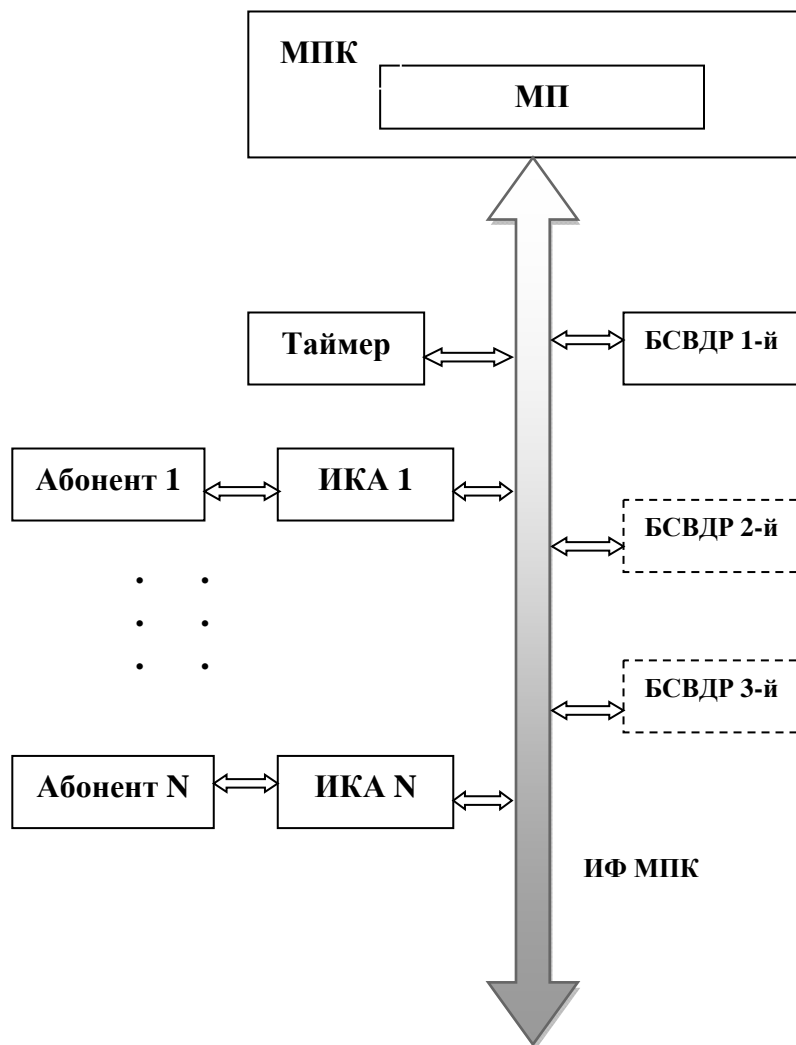 МПК
МП
Таймер
БСВДР 1-й
Абонент 1
ИКА 1
БСВДР 2-й
БСВДР 3-й
Абонент N
ИКА N
ИФ МПК